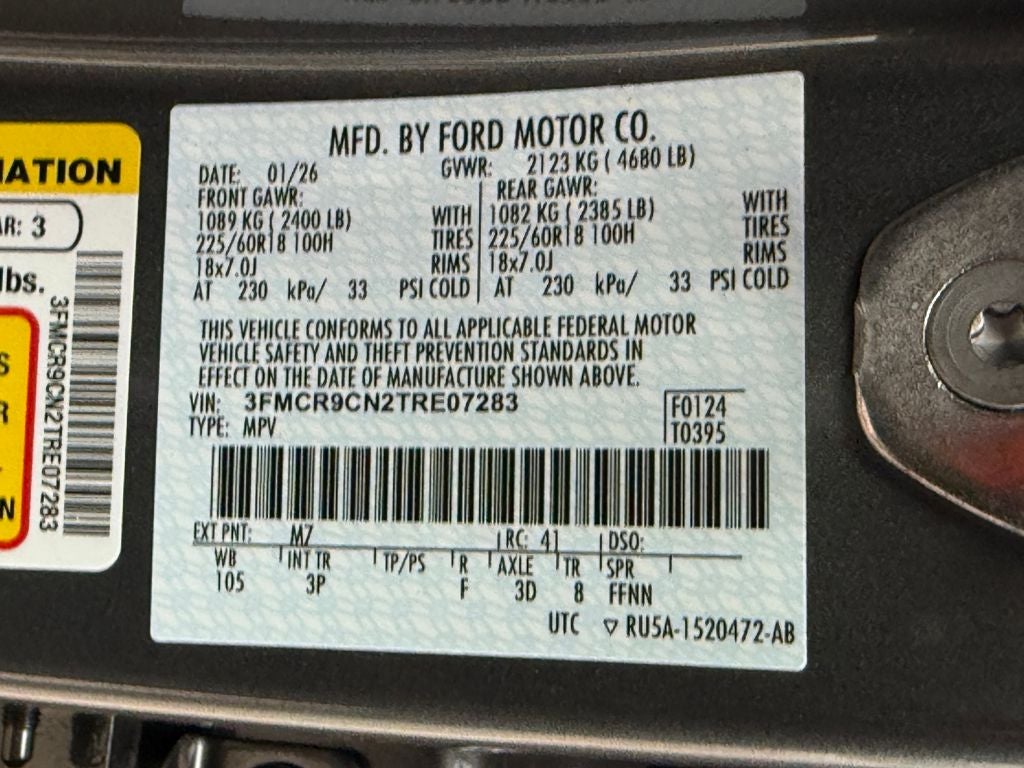 MFD. BY FORD MOTOR CO.
DATE: 01/26 GVWR: 2123 KG ( 4680 LB)
FRONT GAWR: REAR GAWR:
1089 KG ( 2400 LB) WITH 1082 KG ( 2385 LB) WITH
225/60R18 100H TIRES 225/60R18 100H TIRES
18x7.0J RIMS 18x7.0J RIMS
AT 230 kPa/ 33 PSI COLD AT 230 kPa/ 33 PSI COLD
THIS VEHICLE CONFORMS TO ALL APPLICABLE FEDERAL MOTOR
VEHICLE SAFETY AND THEFT PREVENTION STANDARDS IN
EFFECT ON THE DATE OF MANUFACTURE SHOWN ABOVE.
VIN: 3FMCR9CN2TRE07283 F0124
TYPE: MPV T0395
EXT PNT: M7 RC: 41 DSO:
WB INT TR TP/PS R AXLE TR SPR
105 3P F 3D 8 FFNN
UTC ▽ RU5A-1520472-AB
3
lbs.
3FMCR9CN2TRE07283